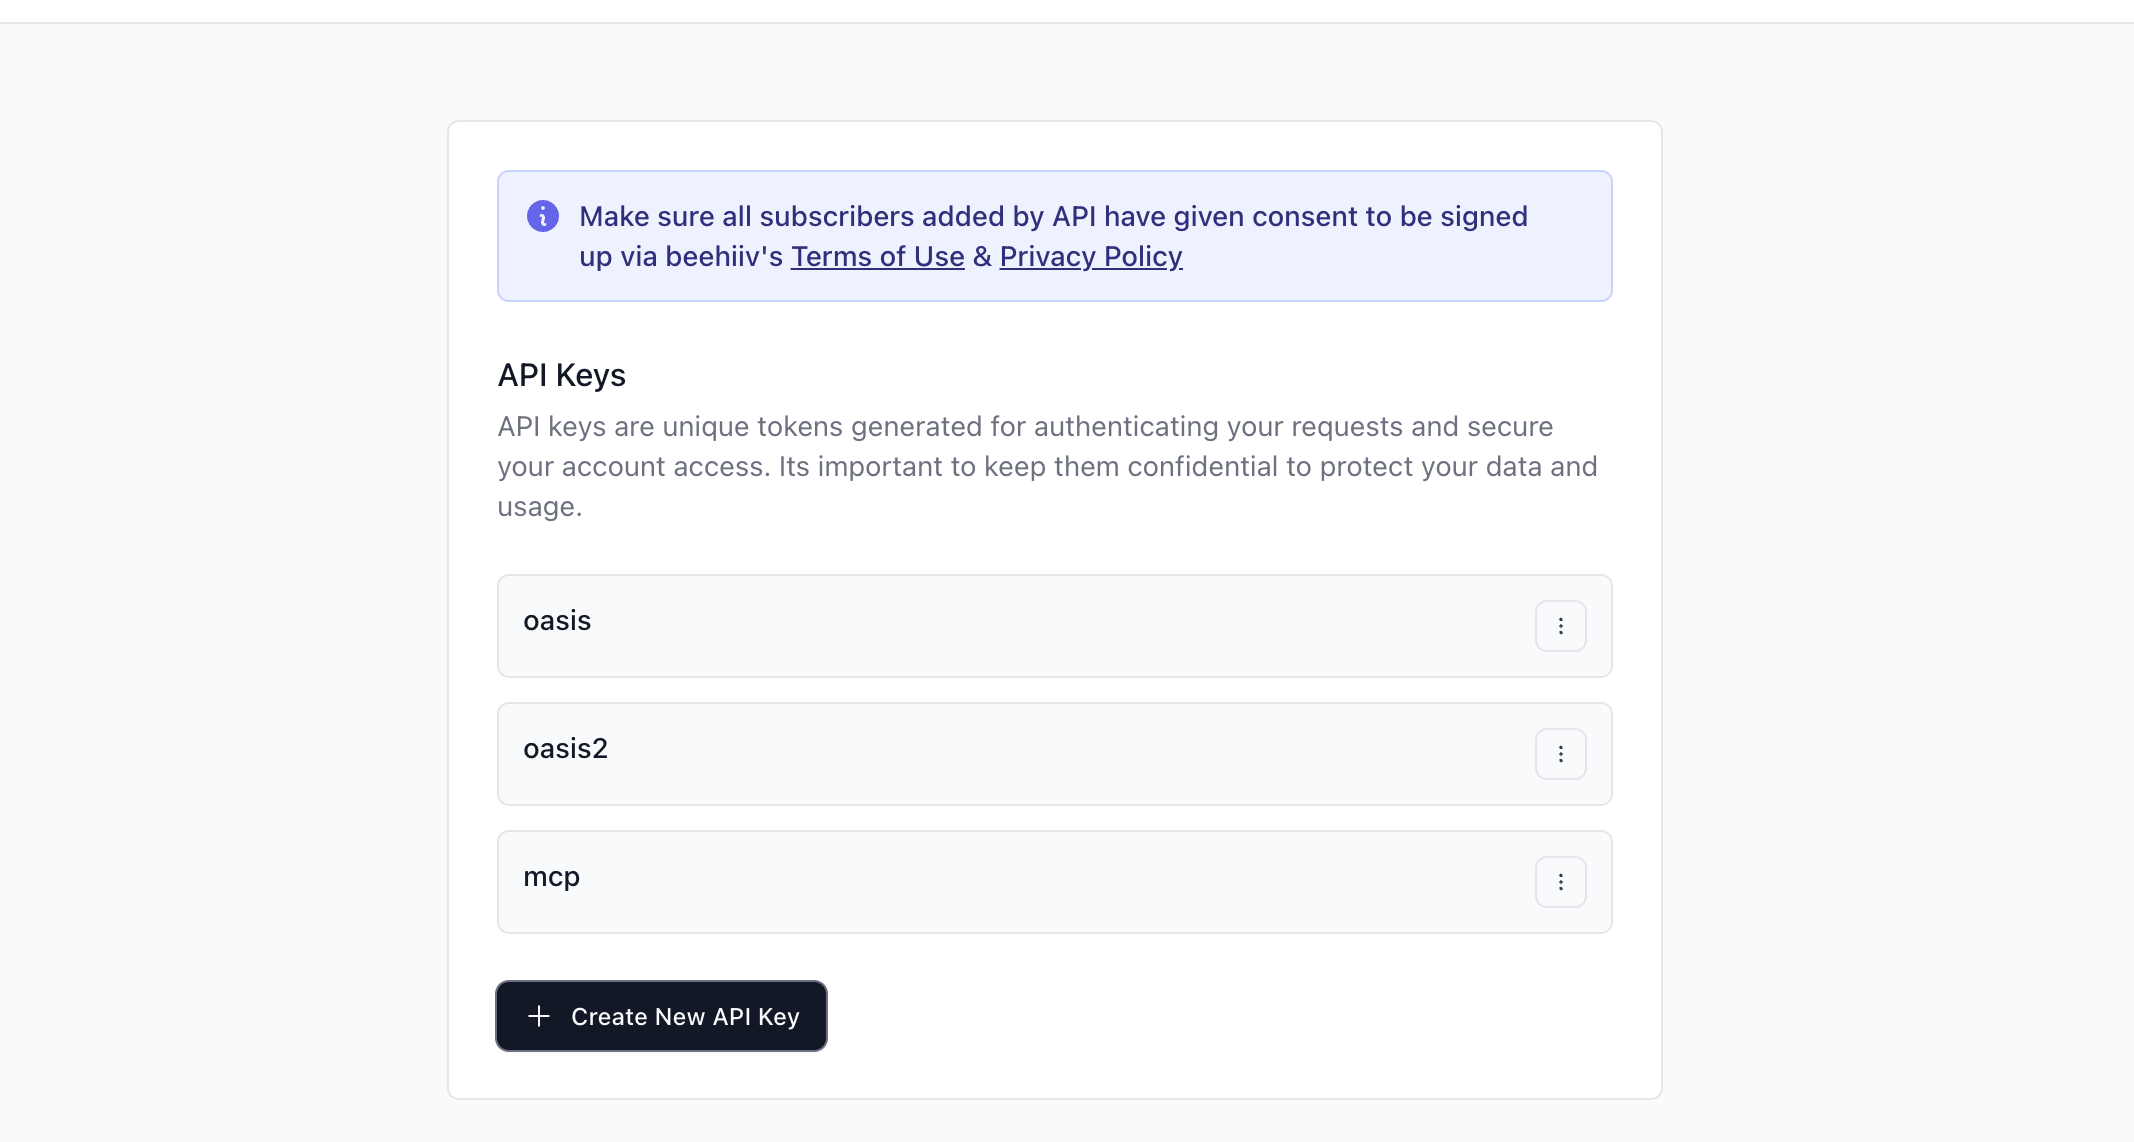 Make sure all subscribers added by API have given consent to be signed
up via beehiiv's Terms of Use & Privacy Policy
API Keys
API keys are unique tokens generated for authenticating your requests and secure
your account access. Its important to keep them confidential to protect your data and
usage.
oasis
oasis2
mcp
Create New API Key